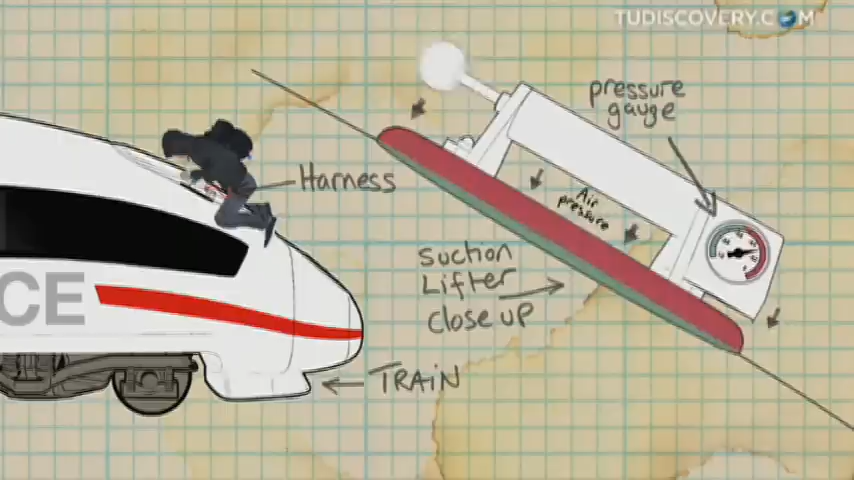 TUDISCOVERY.COM
pressure
gauge
Harness
Air
pressure
suction
Lifter
close up
CE
TRAiN